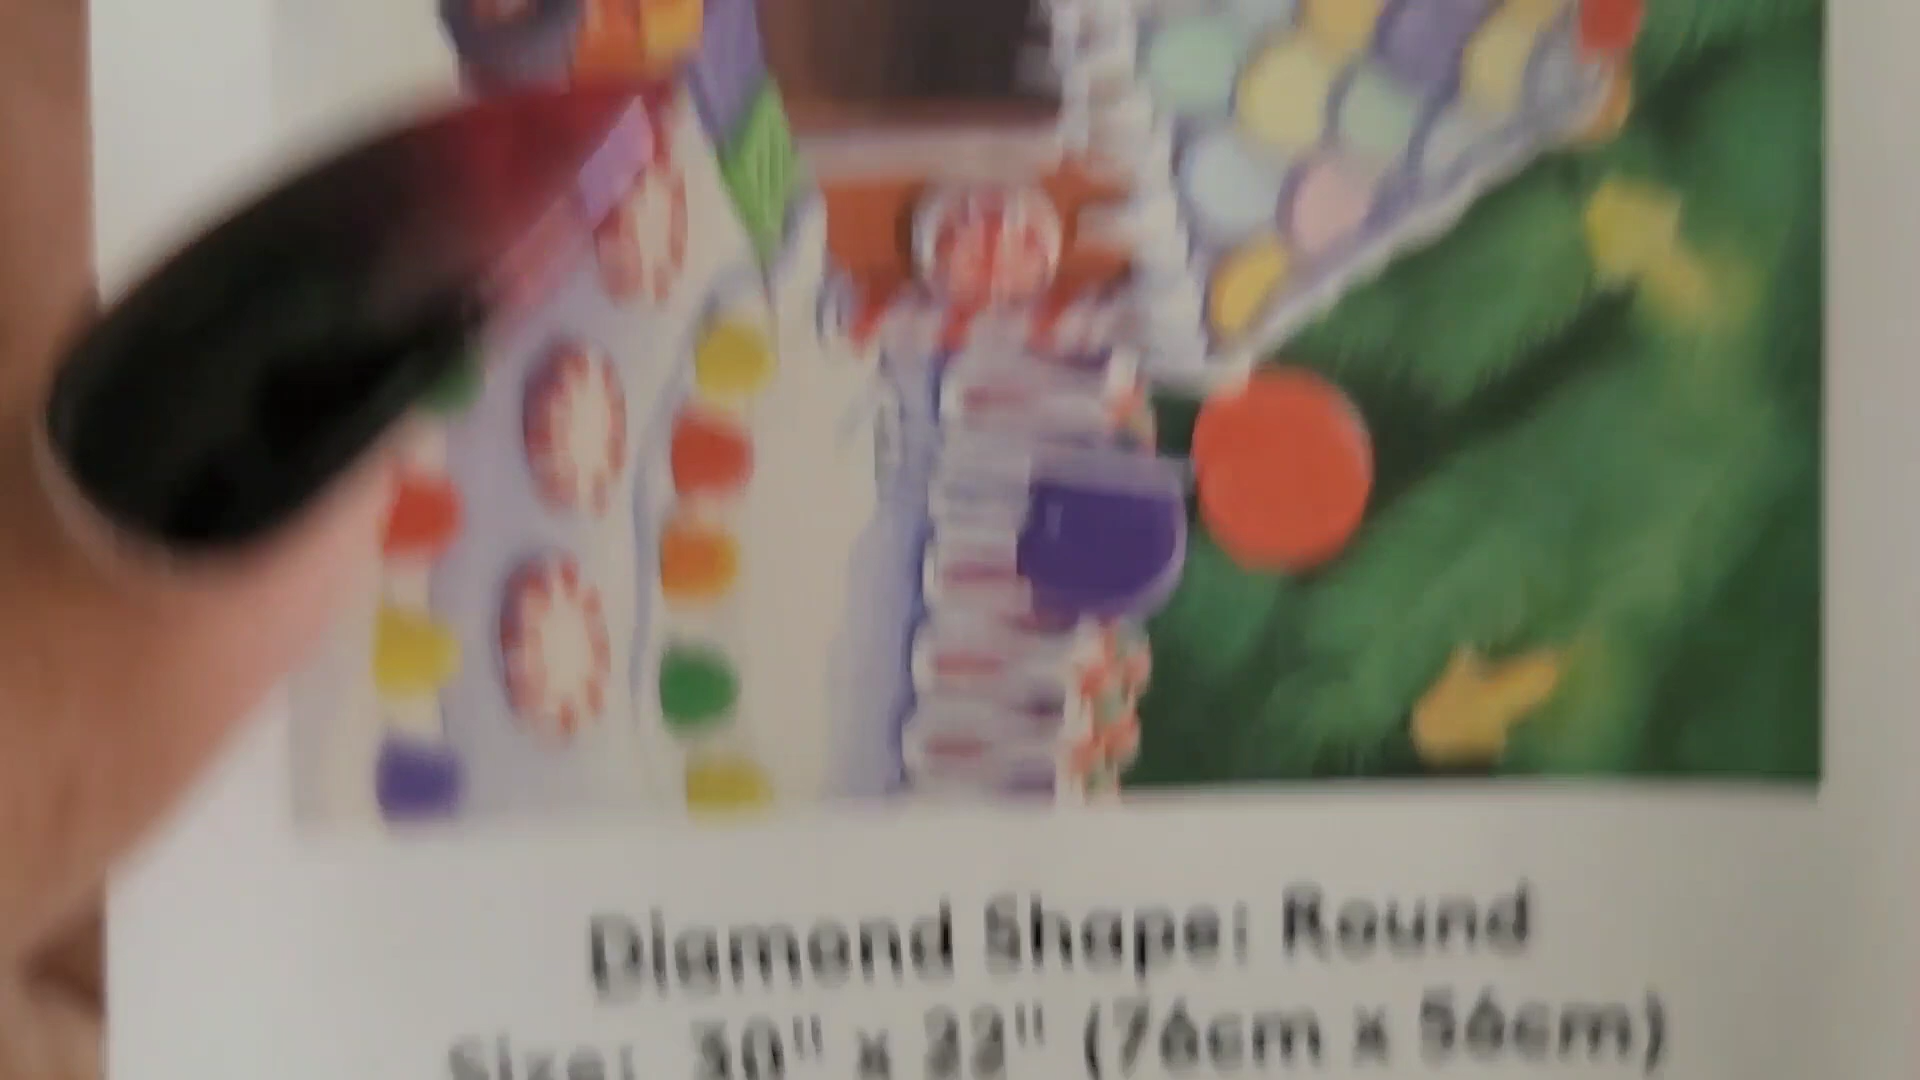 Diamond Shape: Round
Size: 30" x 22" (76cm x 56cm)